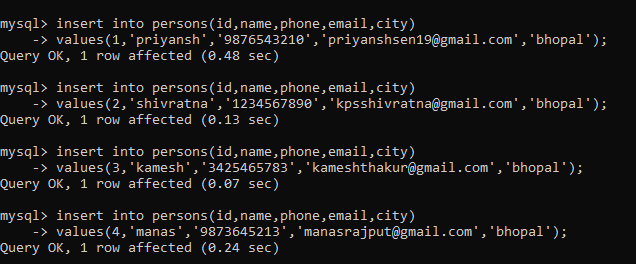 mysql> insert into persons(id,name,phone,email,city)
-> values(1,'priyansh','9876543210','priyanshsen19@gmail.com','bhopal');
Query OK, 1 row affected (0.48 sec)
mysql> insert into persons(id,name,phone,email,city)
-> values(2,'shivratna','1234567890','kpsshivratna@gmail.com','bhopal');
Query OK, 1 row affected (0.13 sec)
mysql> insert into persons(id,name,phone,email,city)
-> values(3,'kamesh','3425465783','kameshthakur@gmail.com','bhopal');
Query OK, 1 row affected (0.07 sec)
mysql> insert into persons(id,name,phone,email,city)
-> values(4,'manas','9873645213','manasrajput@gmail.com','bhopal');
Query OK, 1 row affected (0.24 sec)